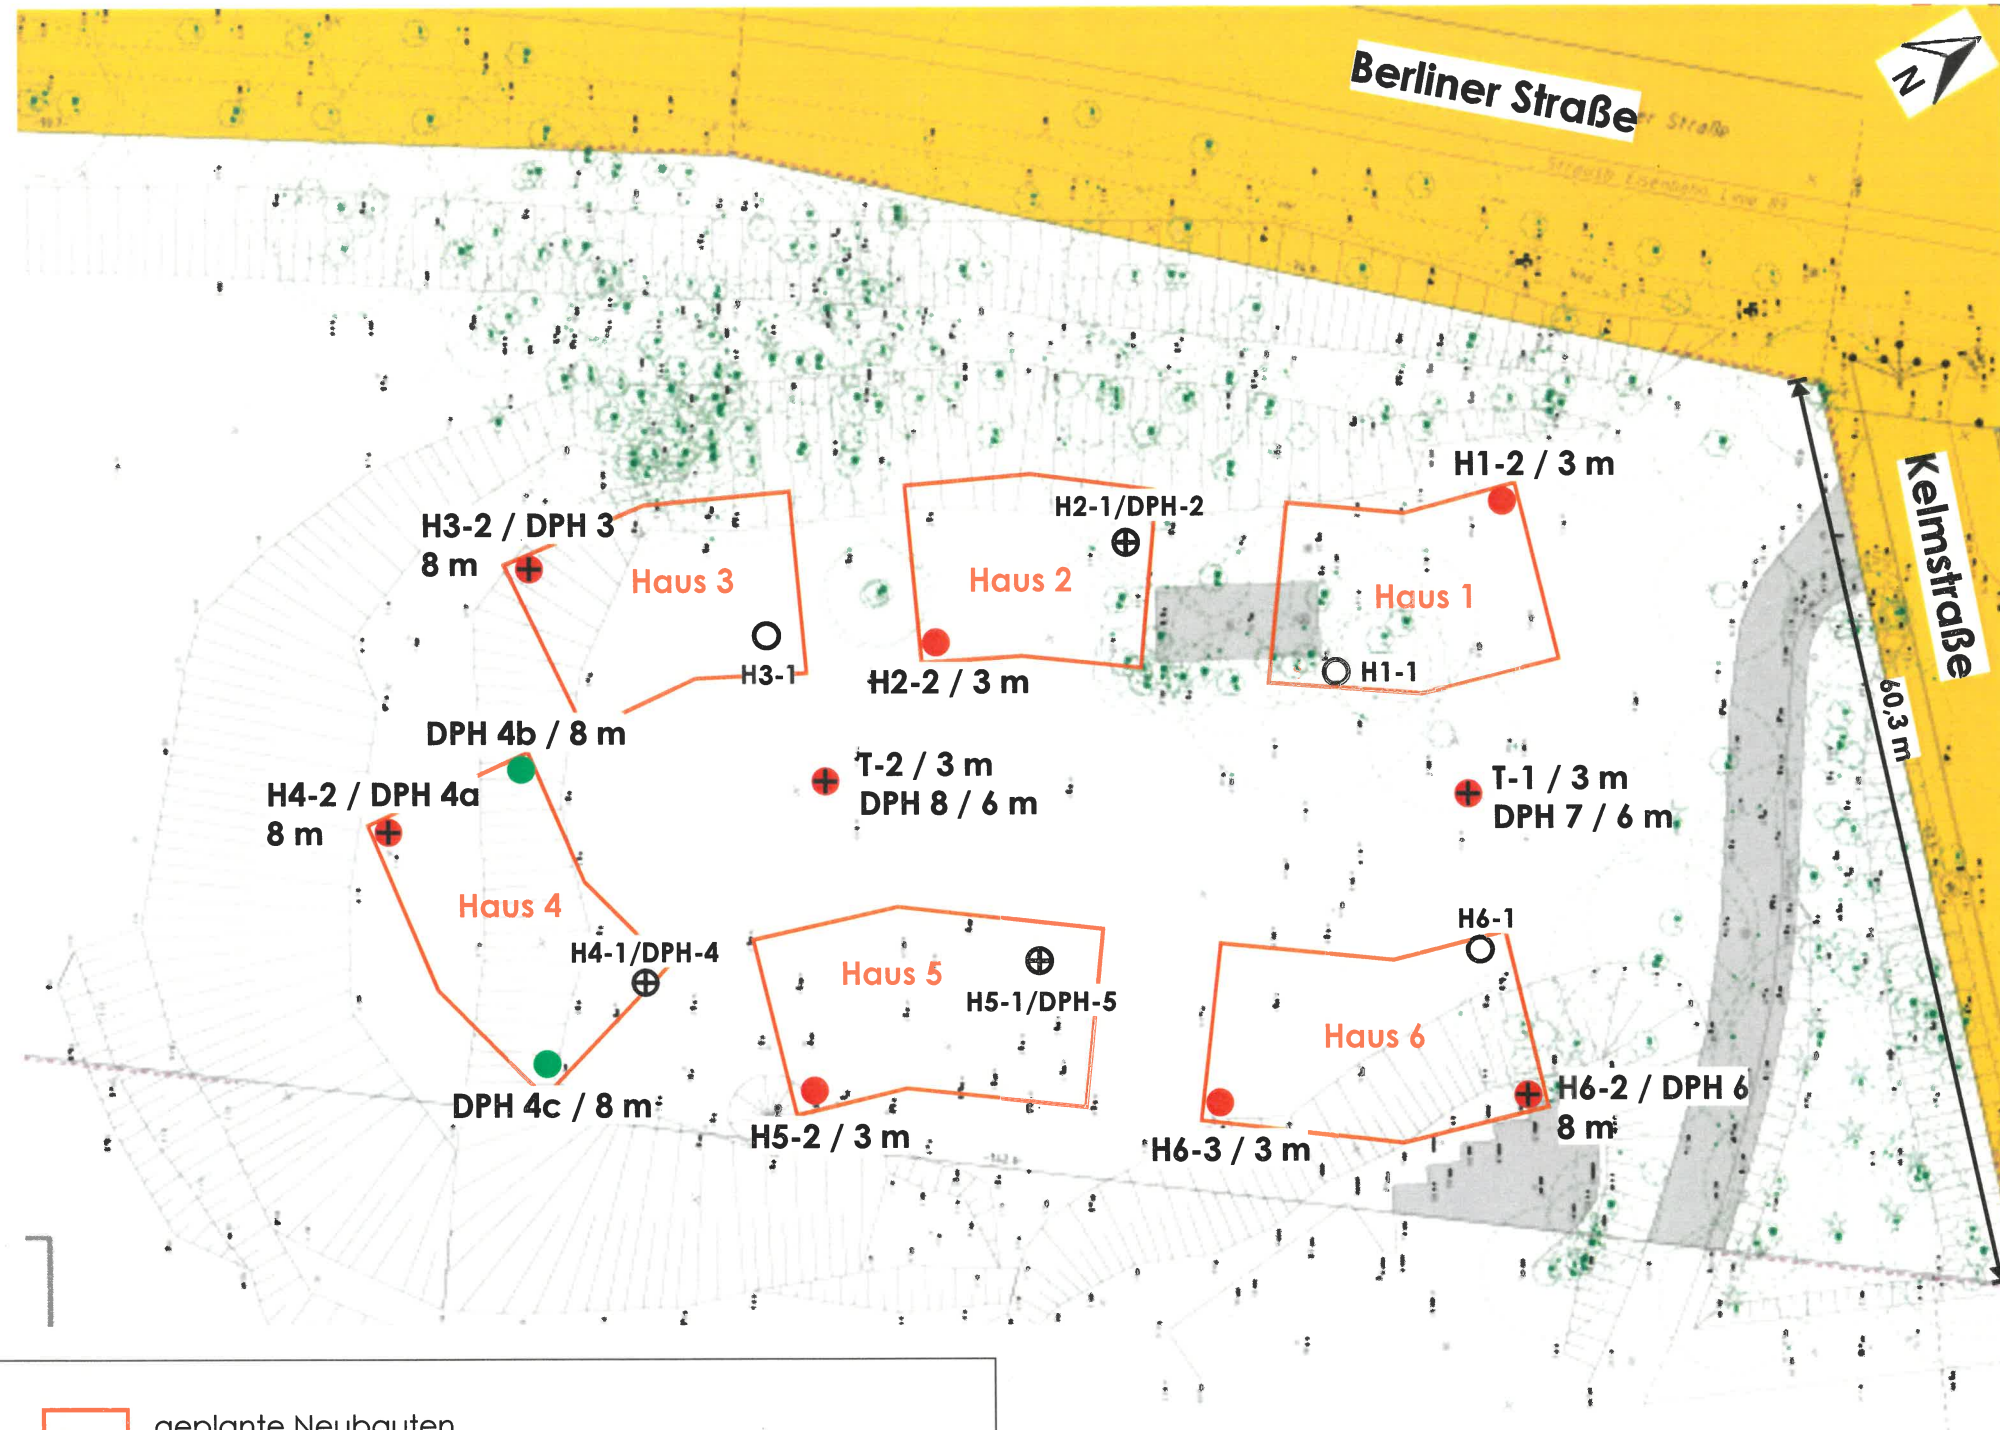 Berliner Straße
er Straße
N
Kelmstraße
60,3 m
H1-2 / 3 m
H2-1/DPH-2
H3-2 / DPH 3
8 m
Haus 3
Haus 2
Haus 1
H3-1
H2-2 / 3 m
H1-1
DPH 4b / 8 m
T-2 / 3 m
DPH 8 / 6 m
T-1 / 3 m
DPH 7 / 6 m
H4-2 / DPH 4a
8 m
Haus 4
H6-1
H4-1/DPH-4
Haus 5
H5-1/DPH-5
Haus 6
DPH 4c / 8 m
H6-2 / DPH 6
8 m
H5-2 / 3 m
H6-3 / 3 m
geplante Neubauten